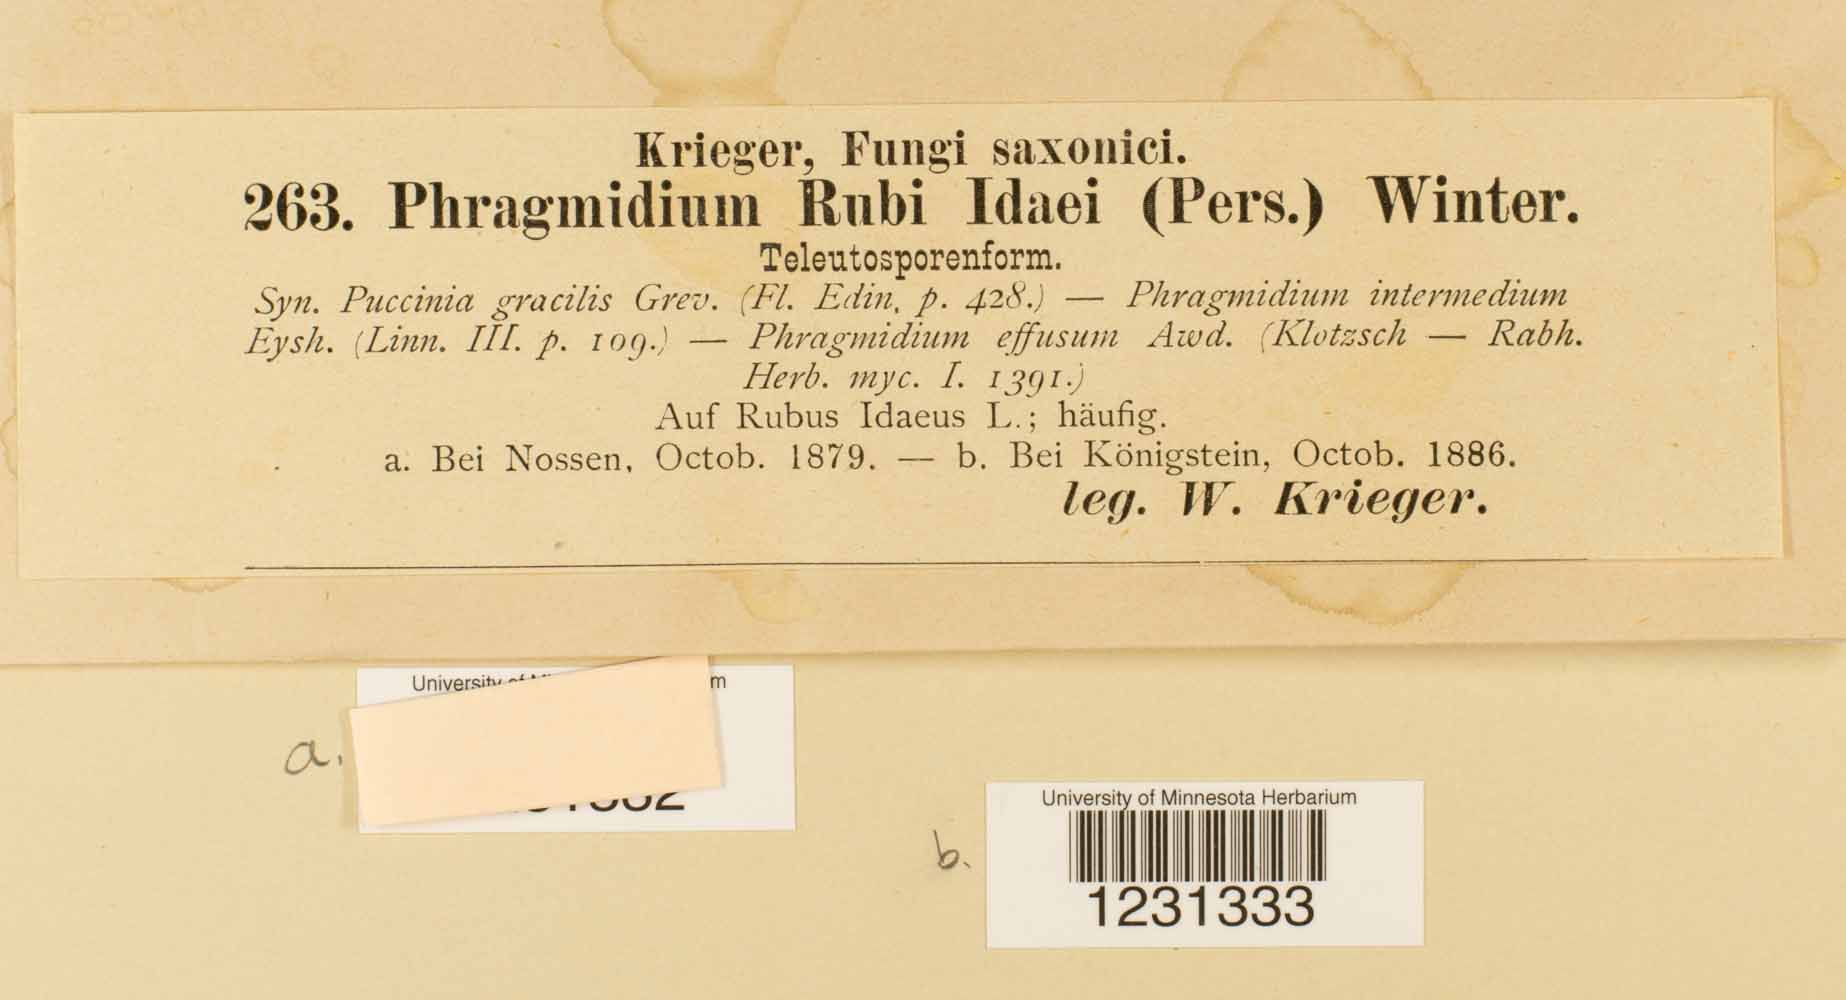 Krieger, Fungi saxonici.
263. Phragmidium Rubi Idaei (Pers.) Winter.
Teleutosporenform.
Syn. Puccinia gracilis Grev. (Fl. Edin, p. 428.) — Phragmidium intermedium
Eysh. (Linn. III. p. 109.) — Phragmidium effusum Awd. (Klotzsch — Rabh.
Herb. myc. I. 1391.)
Auf Rubus Idaeus L.; häufig.
a. Bei Nossen, Octob. 1879. — b. Bei Königstein, Octob. 1886.
leg. W. Krieger.
University
a.
b.
University of Minnesota Herbarium
1231333